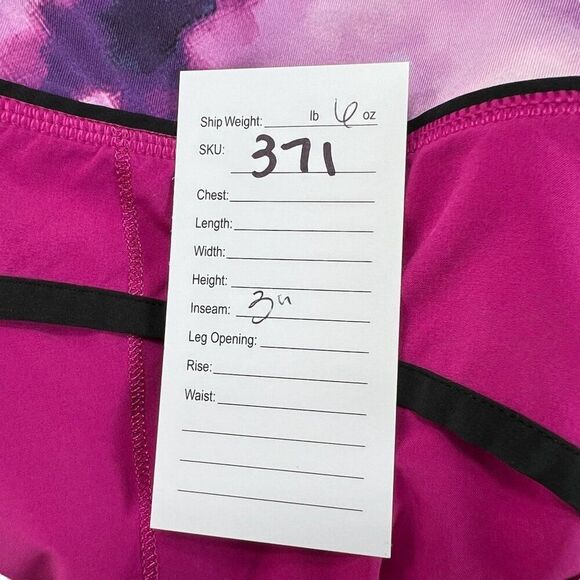 Ship Weight: lb 6 oz
SKU: 371
Chest:
Length:
Width:
Height:
Inseam: 3"
Leg Opening:
Rise:
Waist: